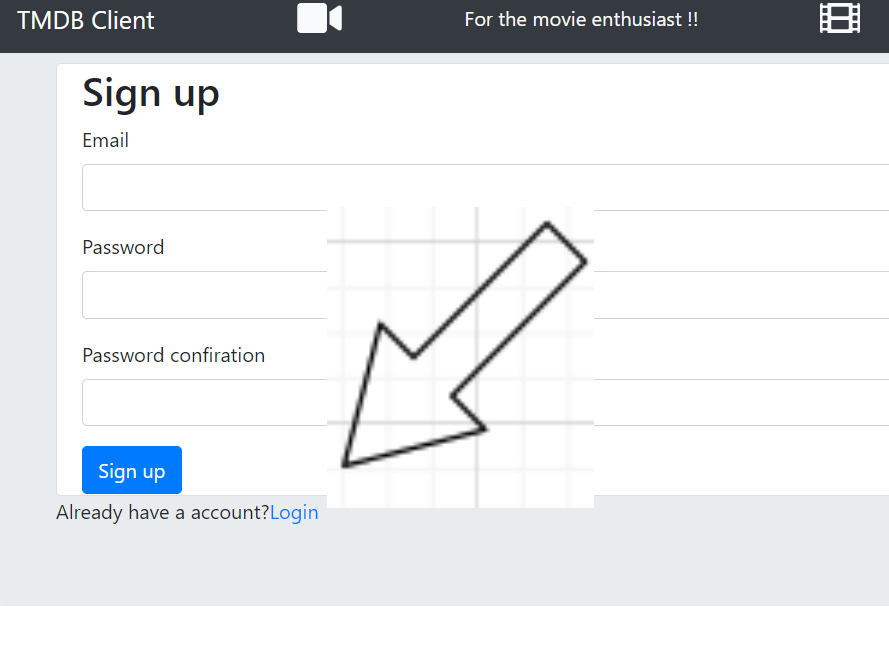 TMDB Client For the movie enthusiast !!
Sign up
Email
Password
Password confiration
Sign up
Already have a account?Login